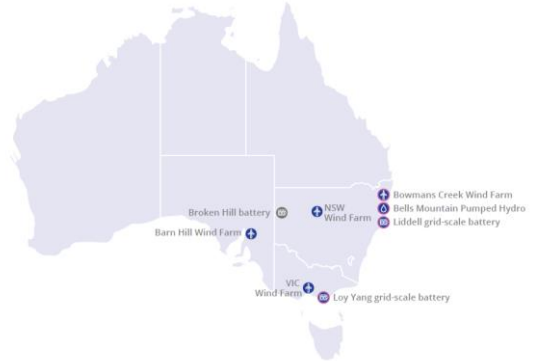 Bowmans Creek Wind Farm
Bells Mountain Pumped Hydro
Liddell grid-scale battery
Broken Hill battery
NSW
Wind Farm
Barn Hill Wind Farm
VIC
Wind Farm
Loy Yang grid-scale battery